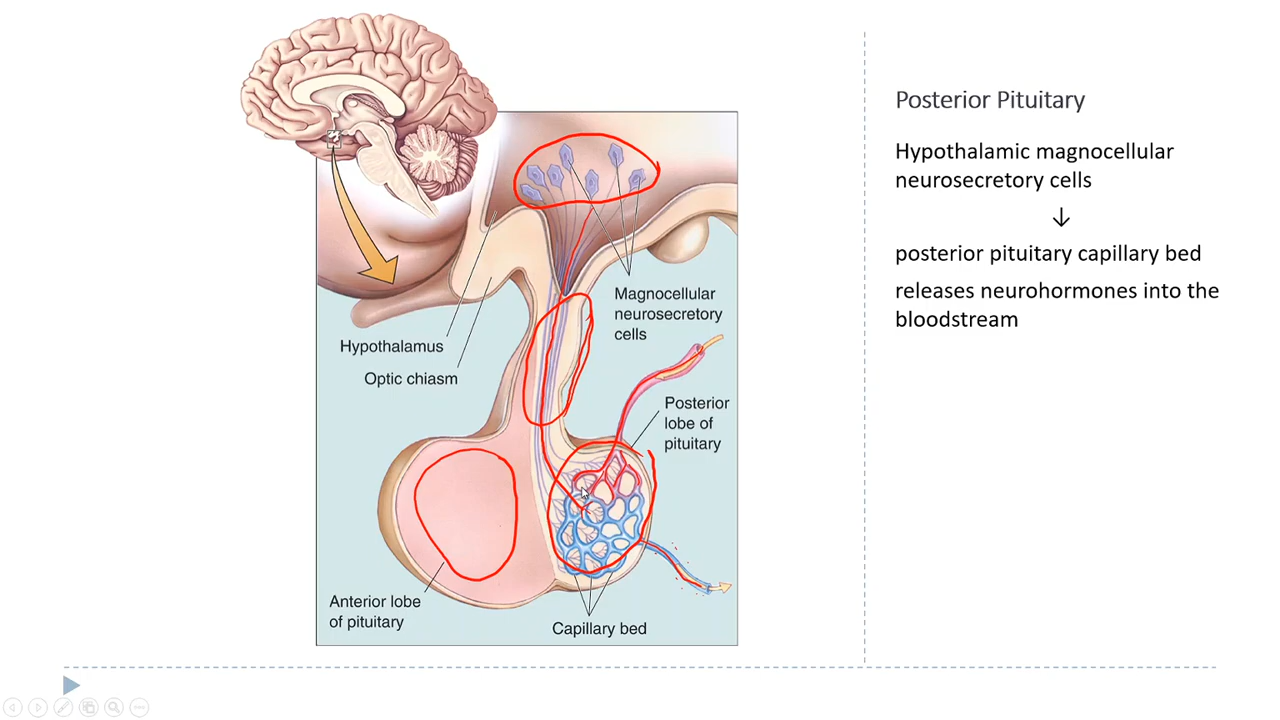 Posterior Pituitary
Hypothalamic magnocellular
neurosecretory cells
↓
posterior pituitary capillary bed
releases neurohormones into the
bloodstream
Magnocellular
neurosecretory
cells
Hypothalamus
Optic chiasm
Posterior
lobe of
pituitary
Anterior lobe
of pituitary
Capillary bed